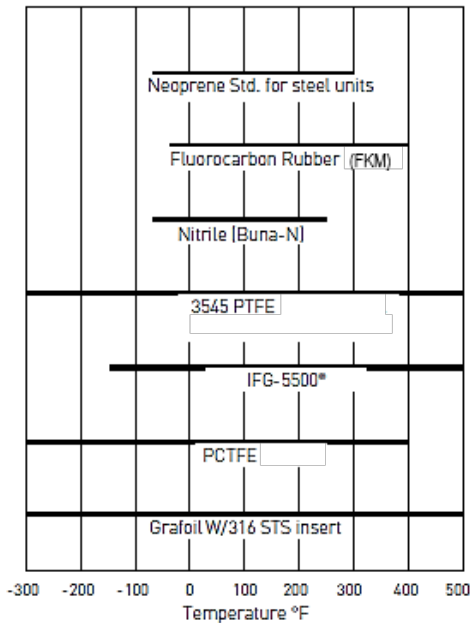 Neoprene Std. for steel units
Fluorocarbon Rubber (FKM)
Nitrile (Buna-N)
3545 PTFE
IFG-5500®
PCTFE
Grafoil W/316 STS insert
-300 -200 -100 0 100 200 300 400 500
Temperature °F